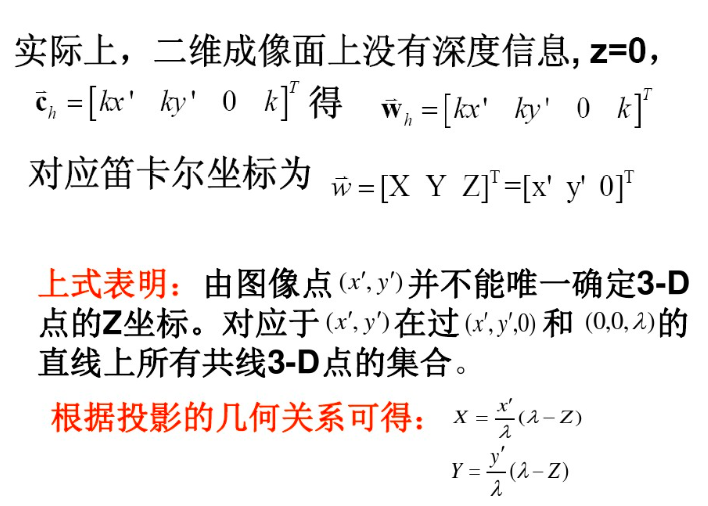 实际上，二维成像面上没有深度信息, z=0，
$\vec{\mathbf{c}}_h = [kx' \quad ky' \quad 0 \quad k]^T$ 得 $\vec{\mathbf{w}}_h = [kx' \quad ky' \quad 0 \quad k]^T$
对应笛卡尔坐标为 $\vec{w} = [X \ Y \ Z]^T = [x' \ y' \ 0]^T$
上式表明：由图像点 (x', y') 并不能唯一确定3-D
点的Z坐标。对应于 (x', y') 在过 (x', y',0) 和 (0,0, λ) 的
直线上所有共线3-D点的集合。
根据投影的几何关系可得： $X = \frac{x'}{\lambda}(\lambda - Z)$
$Y = \frac{y'}{\lambda}(\lambda - Z)$